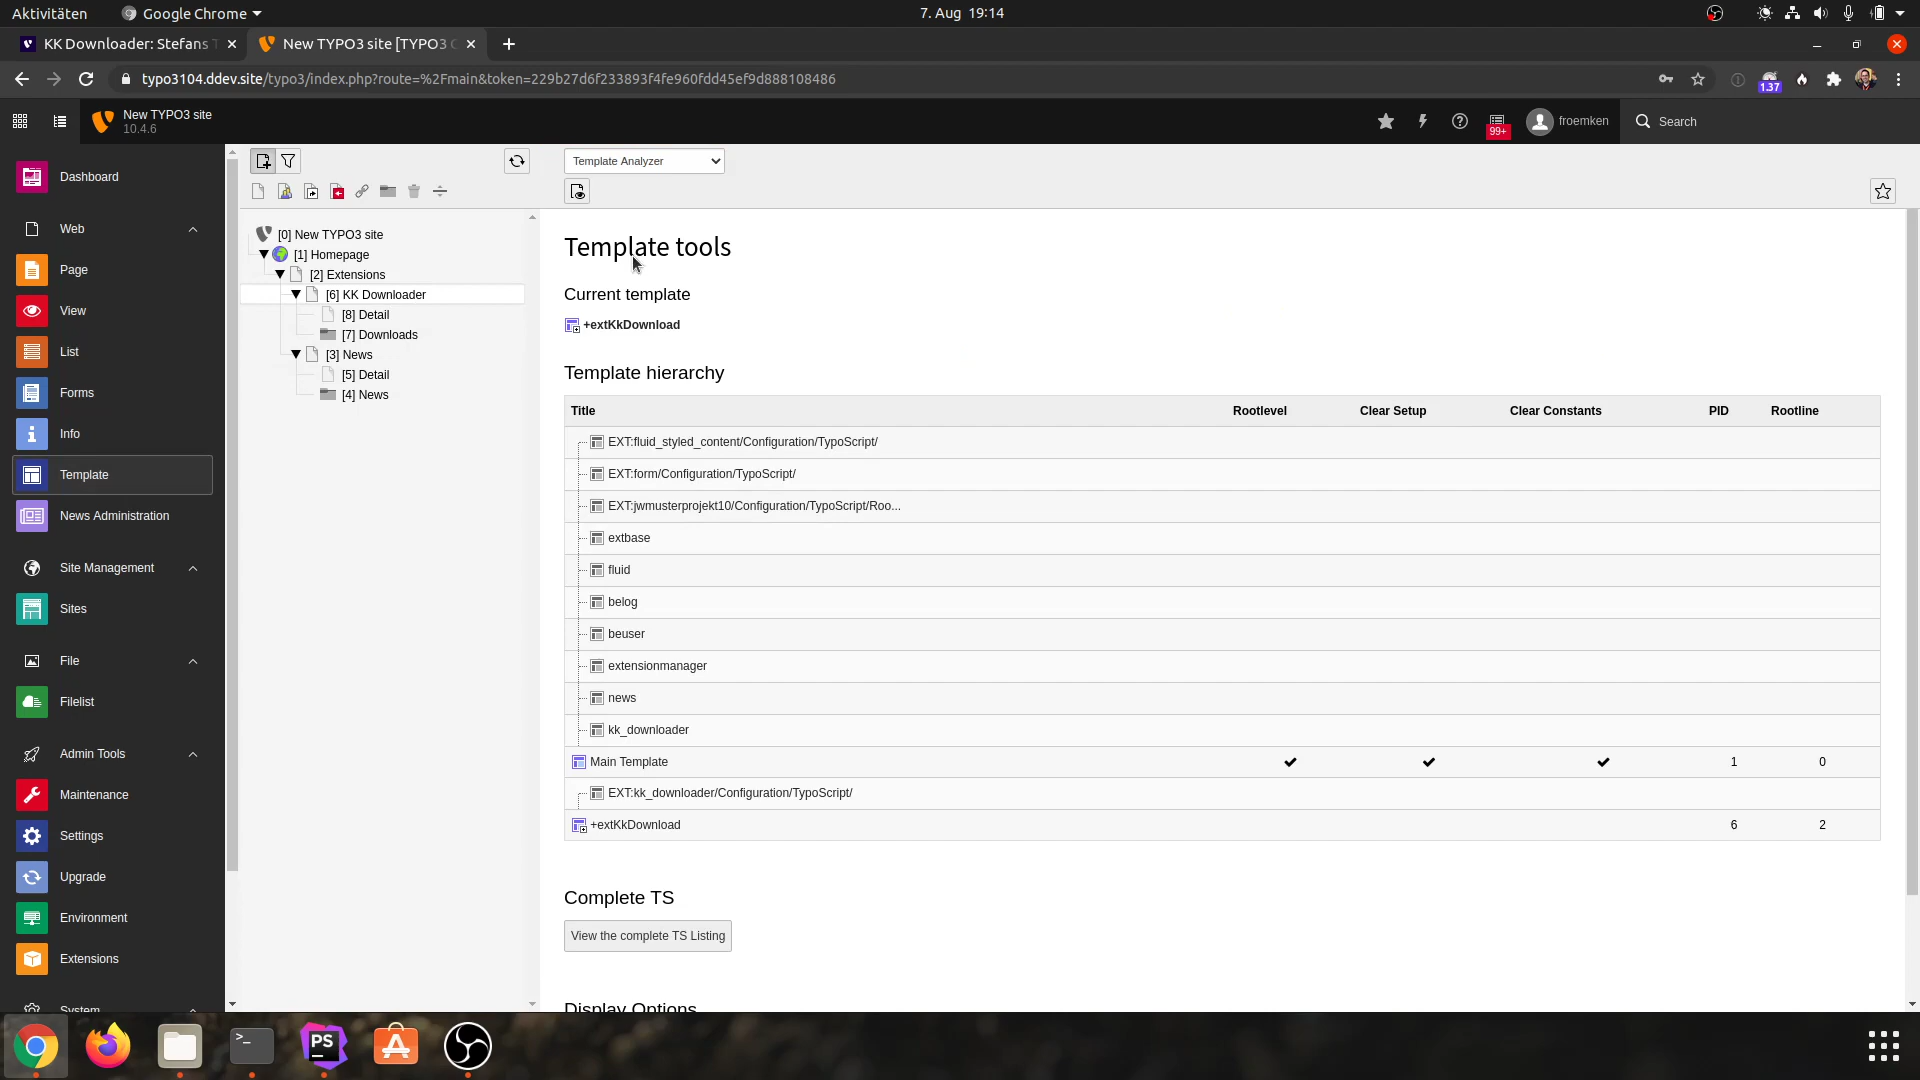 Aktivitäten
Google Chrome
7. Aug 19:14
KK Downloader: Stefans T
New TYPO3 site [TYPO3 C
typo3104.ddev.site/typo3/index.php?route=%2Fmain&token=229b27d6f233893f4fe960fdd45ef9d888108486
1.37
New TYPO3 site
10.4.6
99+
froemken
Search
Dashboard
Web
Page
View
List
Forms
Info
Template
News Administration
Site Management
Sites
File
Filelist
Admin Tools
Maintenance
Settings
Upgrade
Environment
Extensions
System
[0] New TYPO3 site
[1] Homepage
[2] Extensions
[6] KK Downloader
[8] Detail
[7] Downloads
[3] News
[5] Detail
[4] News
Template Analyzer
Template tools
Current template
+extKkDownload
Template hierarchy
Title Rootlevel Clear Setup Clear Constants PID Rootline
EXT:fluid_styled_content/Configuration/TypoScript/
EXT:form/Configuration/TypoScript/
EXT:jwmusterprojekt10/Configuration/TypoScript/Roo...
extbase
fluid
belog
beuser
extensionmanager
news
kk_downloader
Main Template 1 0
EXT:kk_downloader/Configuration/TypoScript/
+extKkDownload 6 2
Complete TS
View the complete TS Listing
Display Options
>_
PS